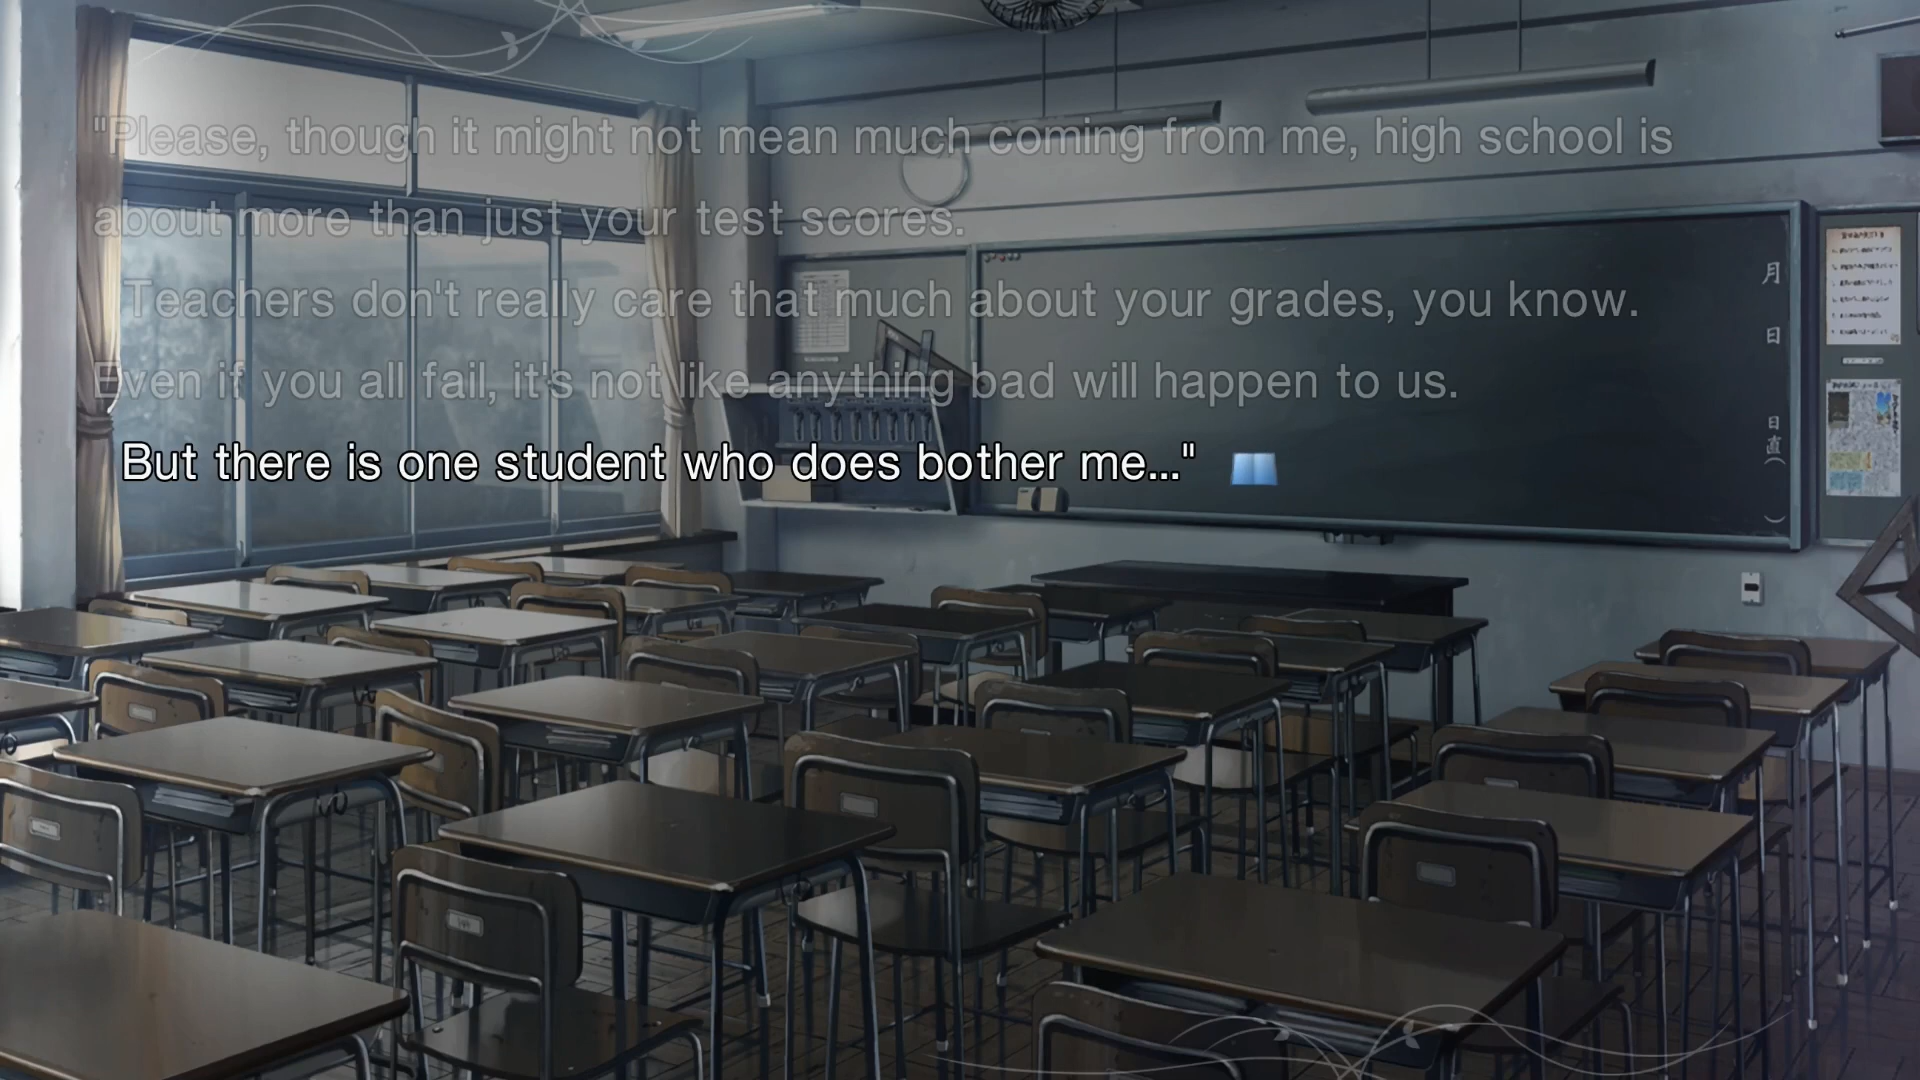 "Please, though it might not mean much coming from me, high school is
about more than just your test scores.
Teachers don't really care that much about your grades, you know.
Even if you all fail, it's not like anything bad will happen to us.
But there is one student who does bother me..."
月
日
日直